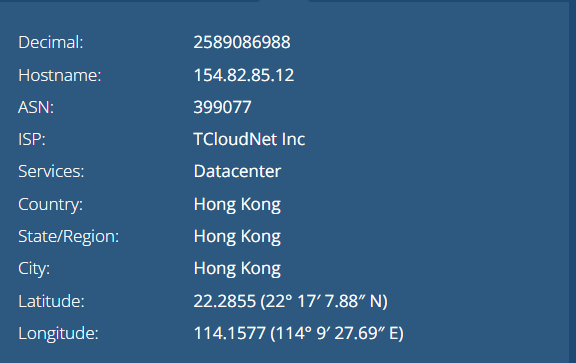 Decimal: 2589086988
Hostname: 154.82.85.12
ASN: 399077
ISP: TCloudNet Inc
Services: Datacenter
Country: Hong Kong
State/Region: Hong Kong
City: Hong Kong
Latitude: 22.2855 (22° 17′ 7.88″ N)
Longitude: 114.1577 (114° 9′ 27.69″ E)